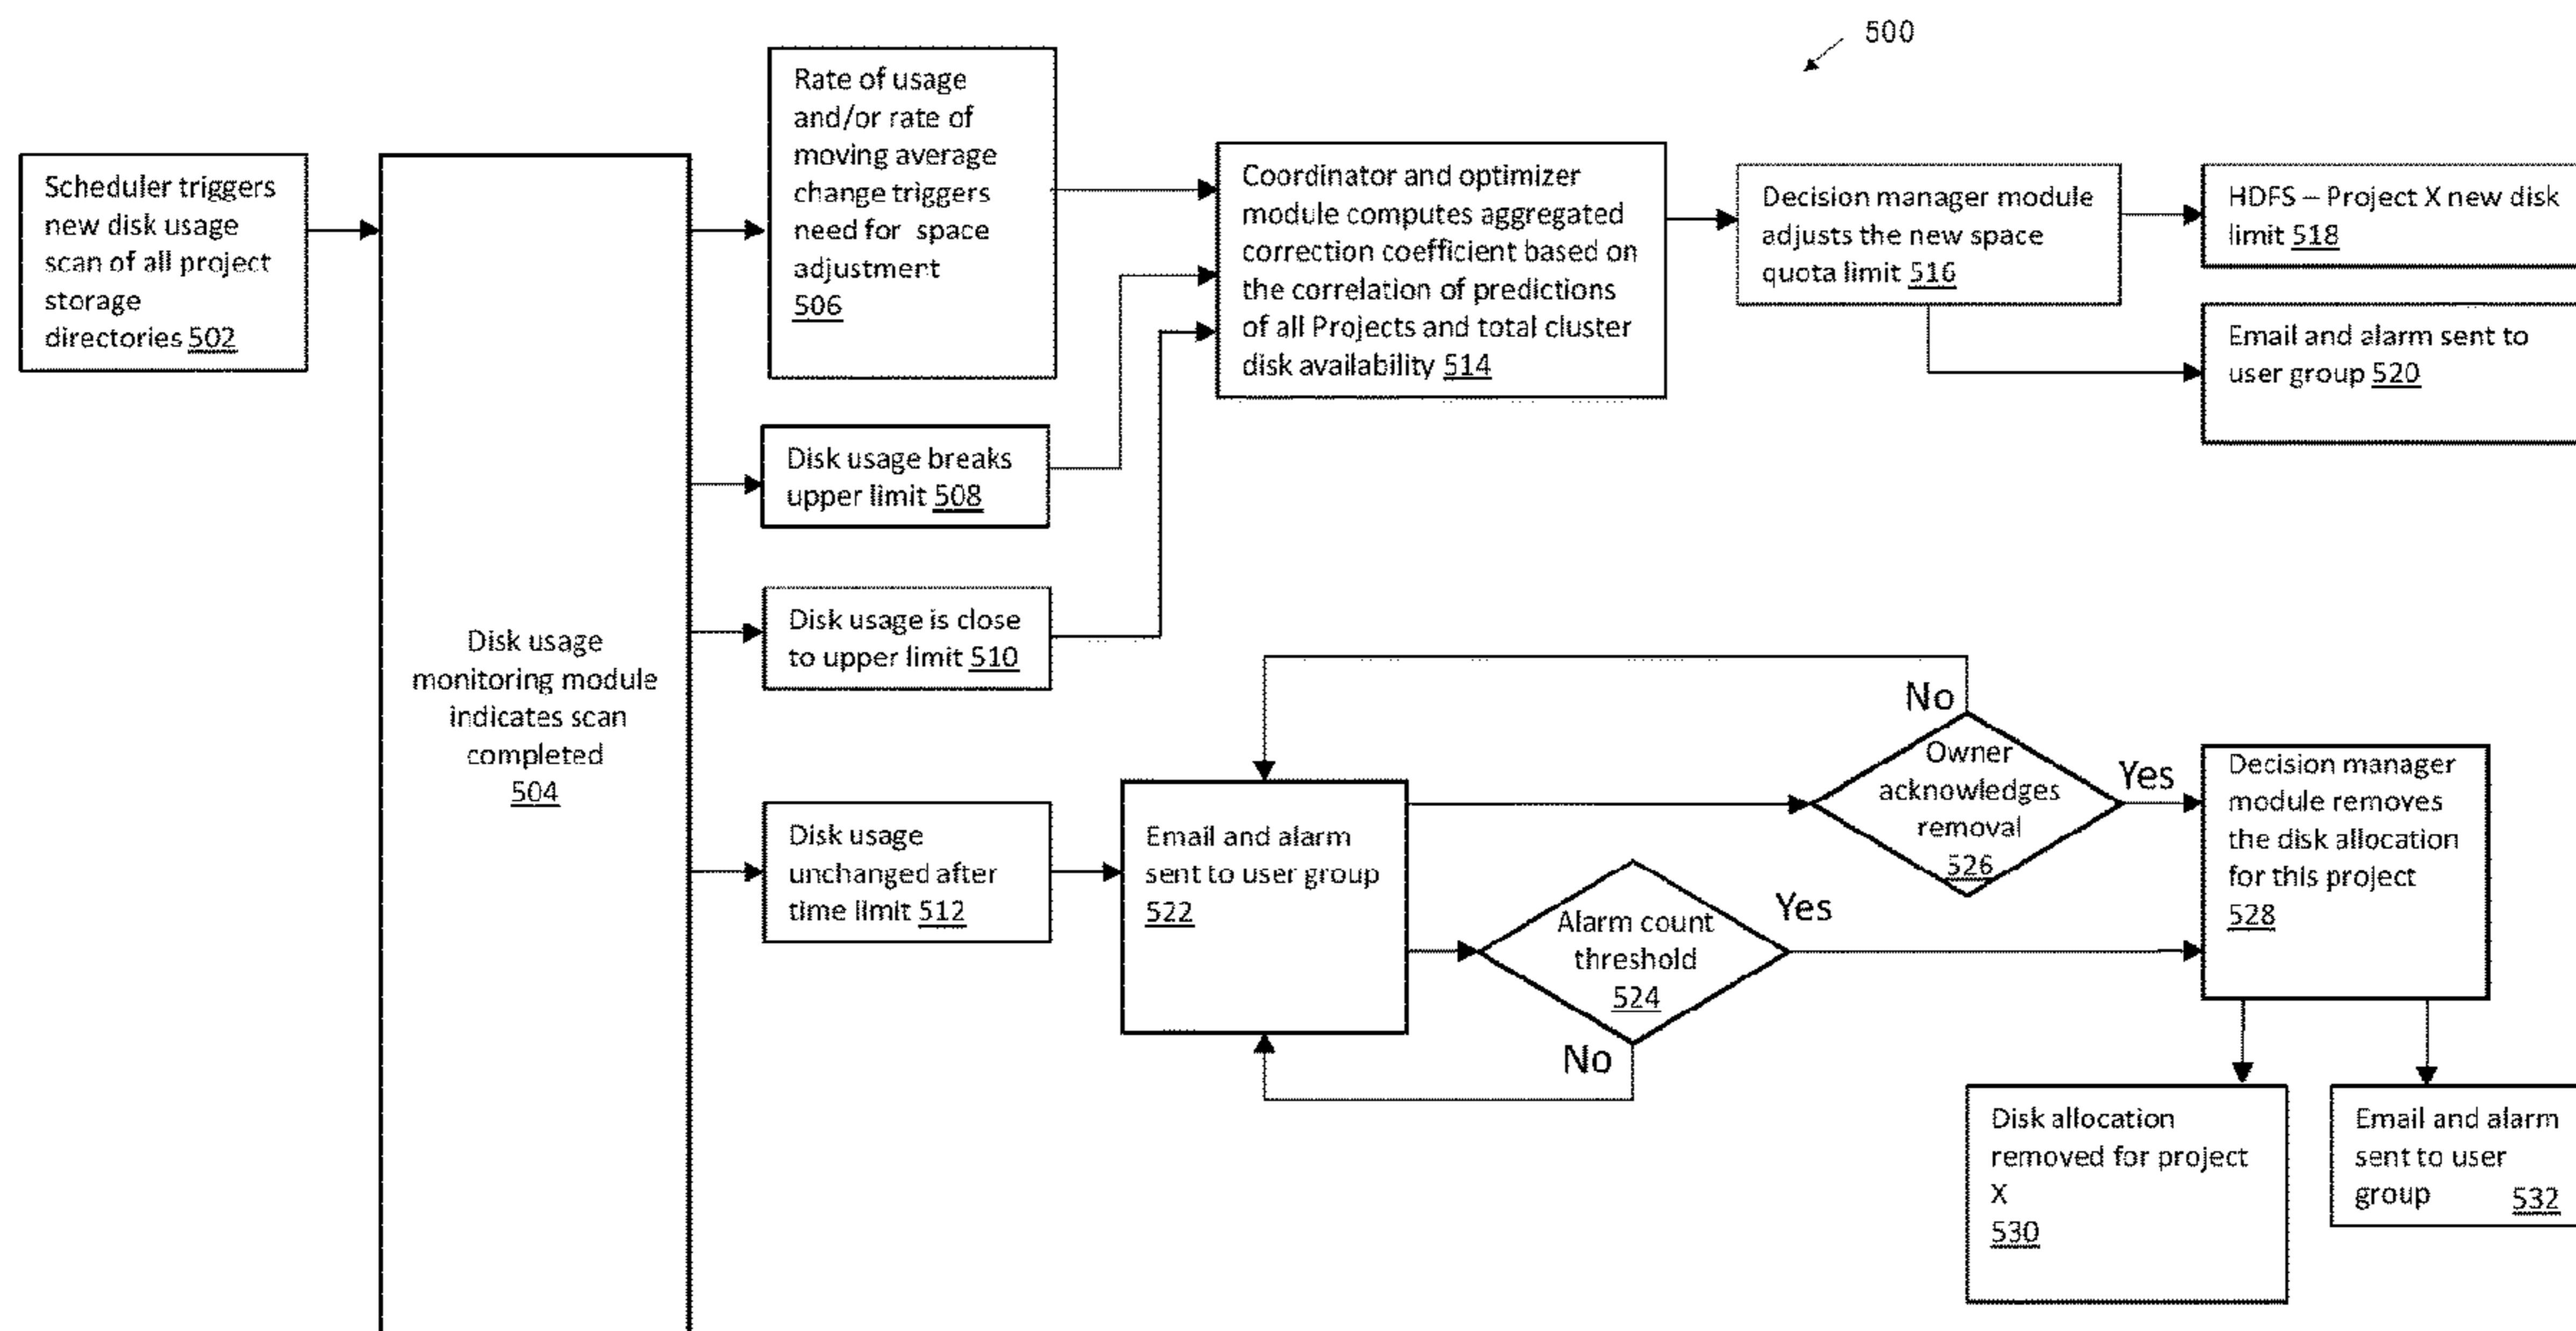 500
Scheduler triggers
new disk usage
scan of all project
storage
directories 502
Disk usage
monitoring module
indicates scan
completed
504
Rate of usage
and/or rate of
moving average
change triggers
need for space
adjustment
506
Disk usage breaks
upper limit 508
Disk usage is close
to upper limit 510
Disk usage
unchanged after
time limit 512
Coordinator and optimizer
module computes aggregated
correction coefficient based on
the correlation of predictions
of all Projects and total cluster
disk availability 514
Decision manager module
adjusts the new space
quota limit 516
HDFS – Project X new disk
limit 518
Email and alarm sent to
user group 520
Email and alarm
sent to user group
522
Alarm count
threshold
524
Yes
No
No
Owner
acknowledges
removal
526
Yes
Decision manager
module removes
the disk allocation
for this project
528
Disk allocation
removed for project
X
530
Email and alarm
sent to user
group 532